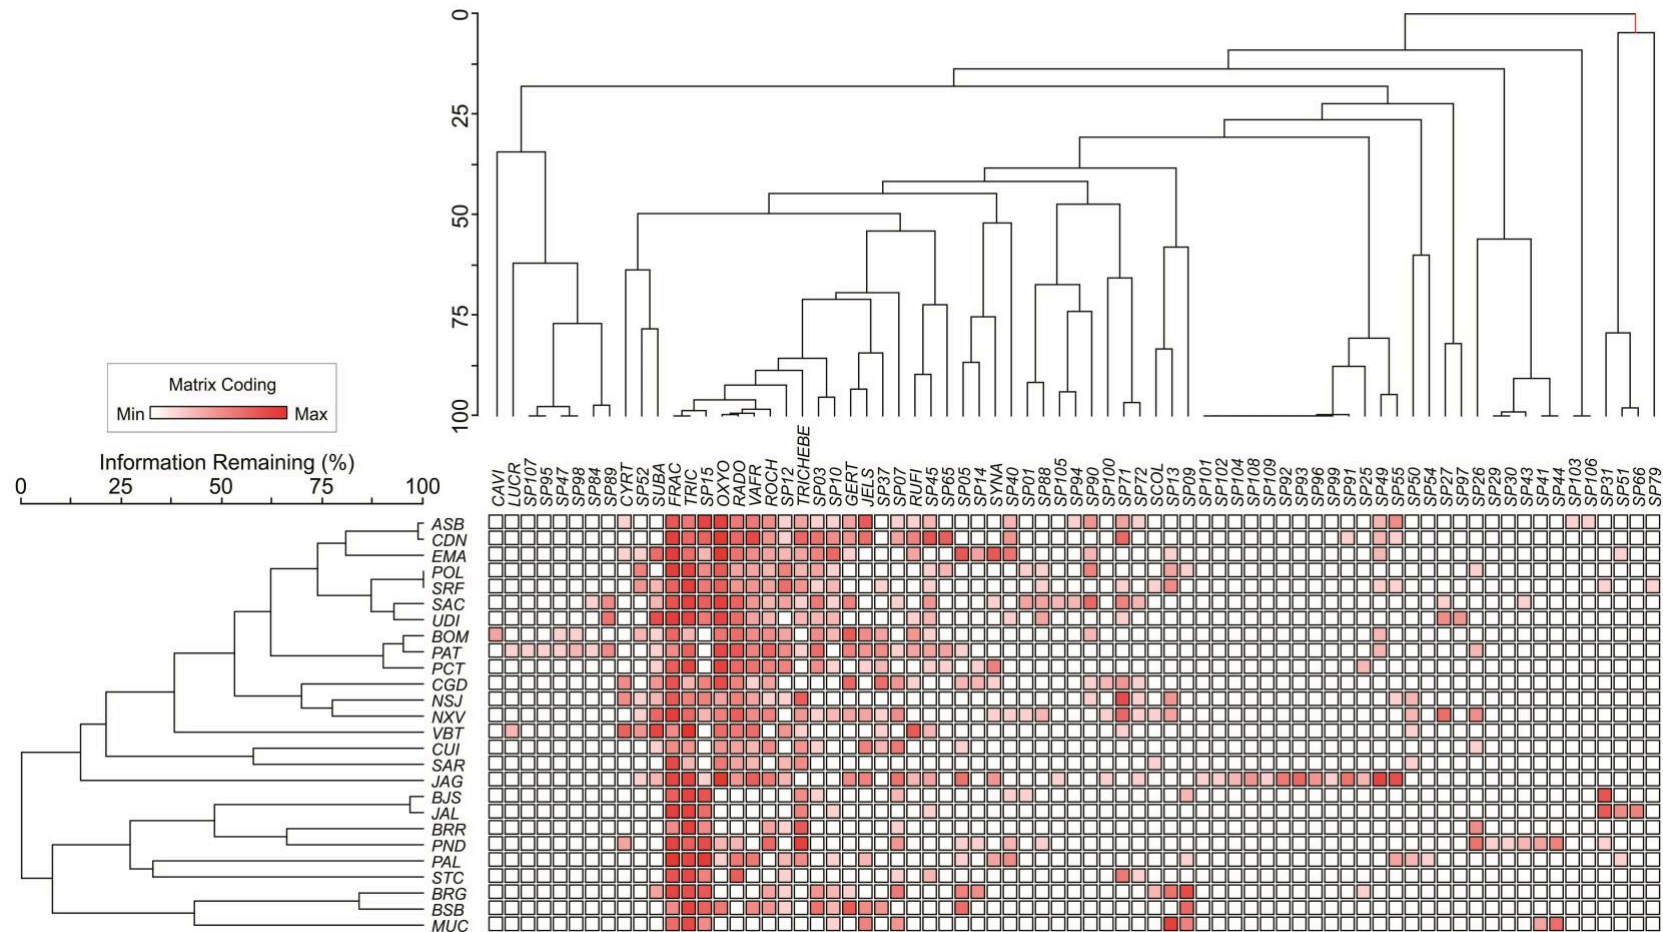 0
25
50
75
100
Matrix Coding
Min Max
Information Remaining (%)
0 25 50 75 100
CAVI LUCR SP107 SP95 SP47 SP98 SP84 SP89 CYRT SP52 SUBA FRAC TRIC SP15 OXYO RADO VAFR ROCH SP12 TRICHEBE SP03 SP10 GERT JELS SP37 SP07 RUFI SP45 SP65 SP05 SP14 SYNA SP40 SP01 SP88 SP105 SP94 SP90 SP100 SP71 SP72 SCOL SP13 SP09 SP101 SP102 SP104 SP108 SP109 SP92 SP93 SP96 SP99 SP91 SP25 SP49 SP55 SP50 SP54 SP27 SP97 SP26 SP29 SP30 SP43 SP41 SP44 SP103 SP106 SP31 SP51 SP66 SP79
ASB
CDN
EMA
POL
SRF
SAC
UDI
BOM
PAT
PCT
CGD
NSJ
NXV
VBT
CUI
SAR
JAG
BJS
JAL
BRR
PND
PAL
STC
BRG
BSB
MUC